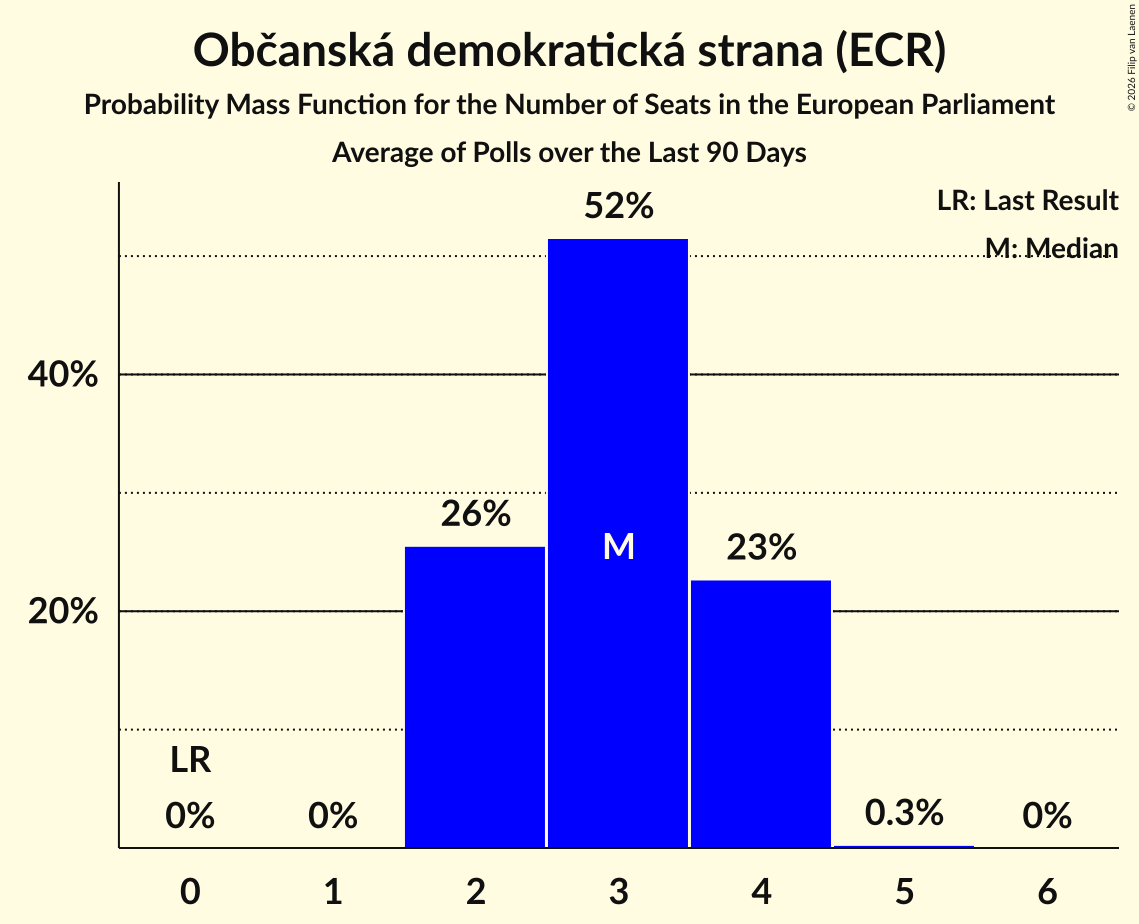 Občanská demokratická strana (ECR)
Probability Mass Function for the Number of Seats in the European Parliament
Average of Polls over the Last 90 Days
© 2026 Filip van Laenen
LR: Last Result
M: Median
52%
40%
26%
M
23%
20%
LR
0%
0%
0.3%
0%
0
1
2
3
4
5
6